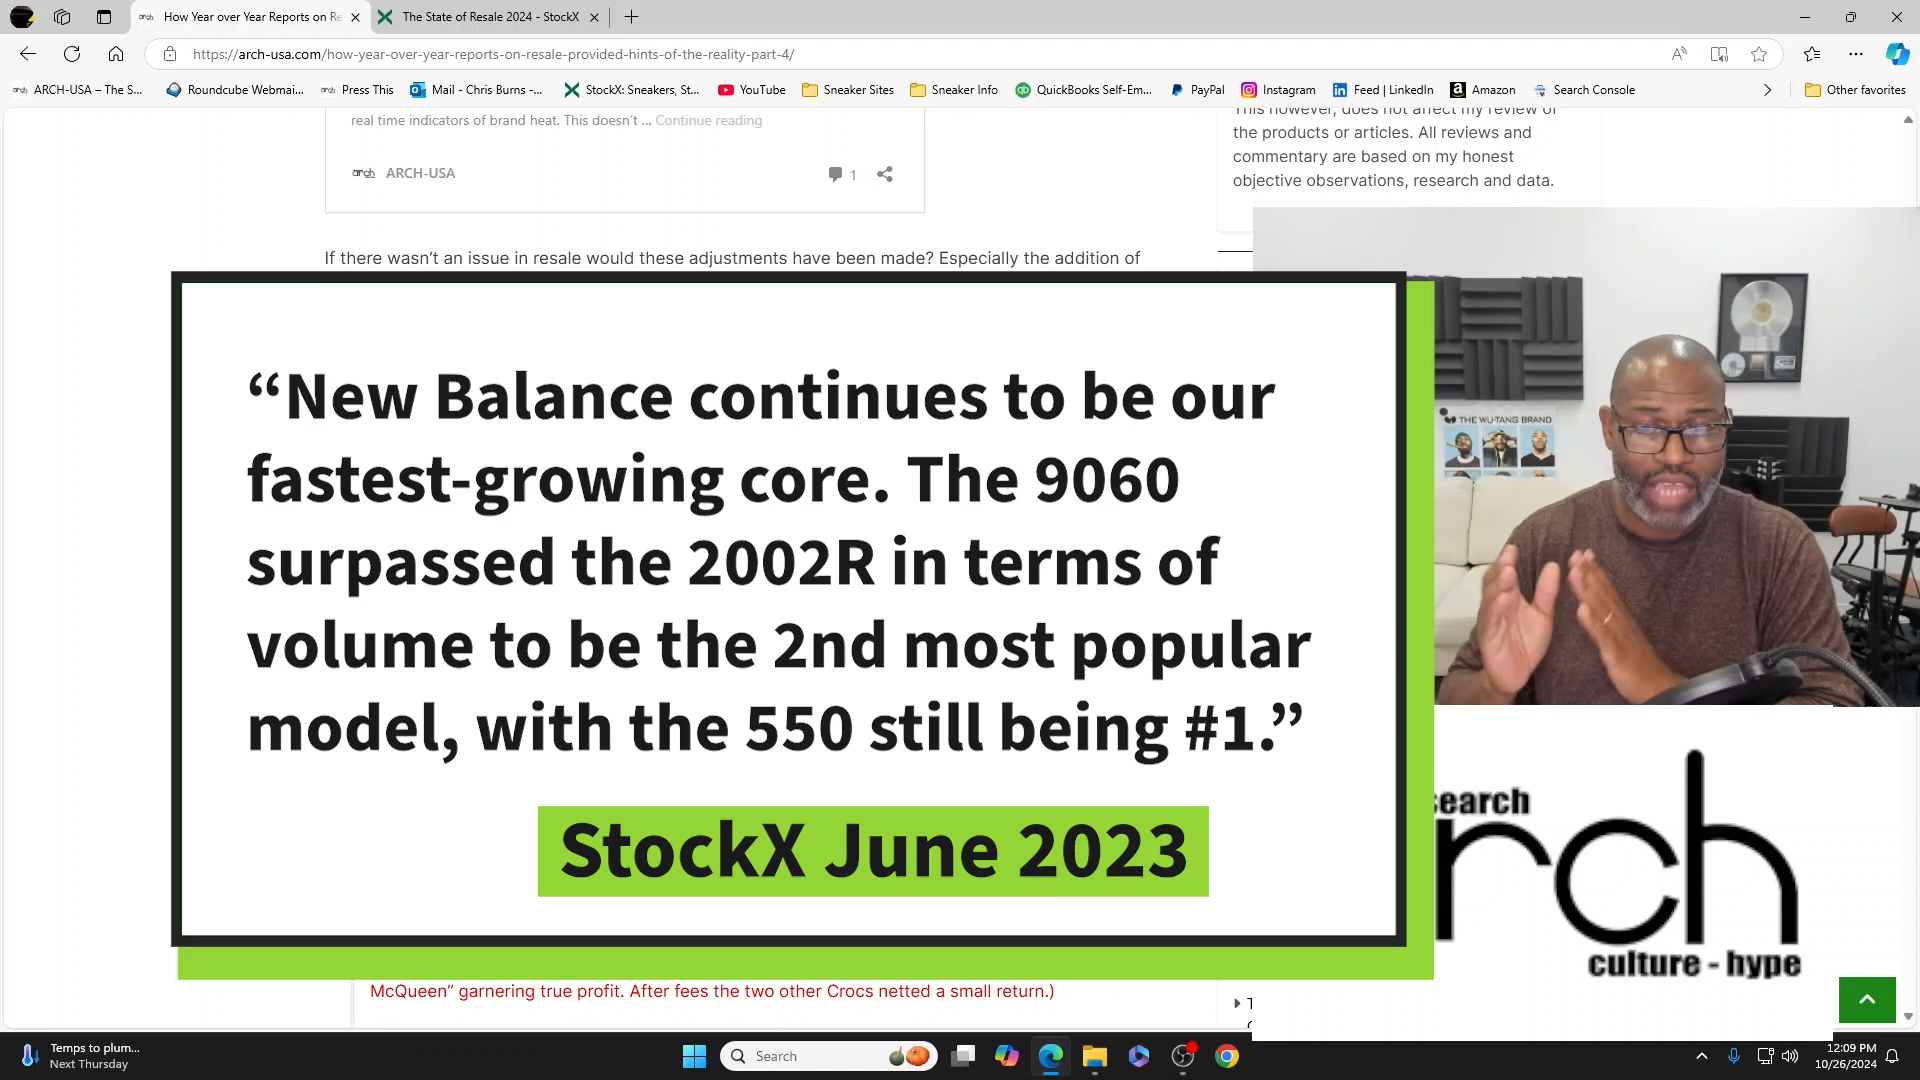 How Year over Year Reports on Re
The State of Resale 2024 - StockX
https://arch-usa.com/how-year-over-year-reports-on-resale-provided-hints-of-the-reality-part-4/
ARCH-USA – The S...
Roundcube Webmai...
Press This
Mail - Chris Burns -...
StockX: Sneakers, St...
YouTube
Sneaker Sites
Sneaker Info
QuickBooks Self-Em...
PayPal
Instagram
Feed | LinkedIn
Amazon
Search Console
Other favorites
real time indicators of brand heat. This doesn't ... Continue reading
ARCH-USA
1
This however, does not affect my review of
the products or articles. All reviews and
commentary are based on my honest
objective observations, research and data.
If there wasn't an issue in resale would these adjustments have been made? Especially the addition of
“New Balance continues to be our
fastest-growing core. The 9060
surpassed the 2002R in terms of
volume to be the 2nd most popular
model, with the 550 still being #1.”
StockX June 2023
THE WU-TANG BRAND
search
rch
culture - hype
McQueen” garnering true profit. After fees the two other Crocs netted a small return.)
Temps to plum...
Next Thursday
Search
12:09 PM
10/26/2024